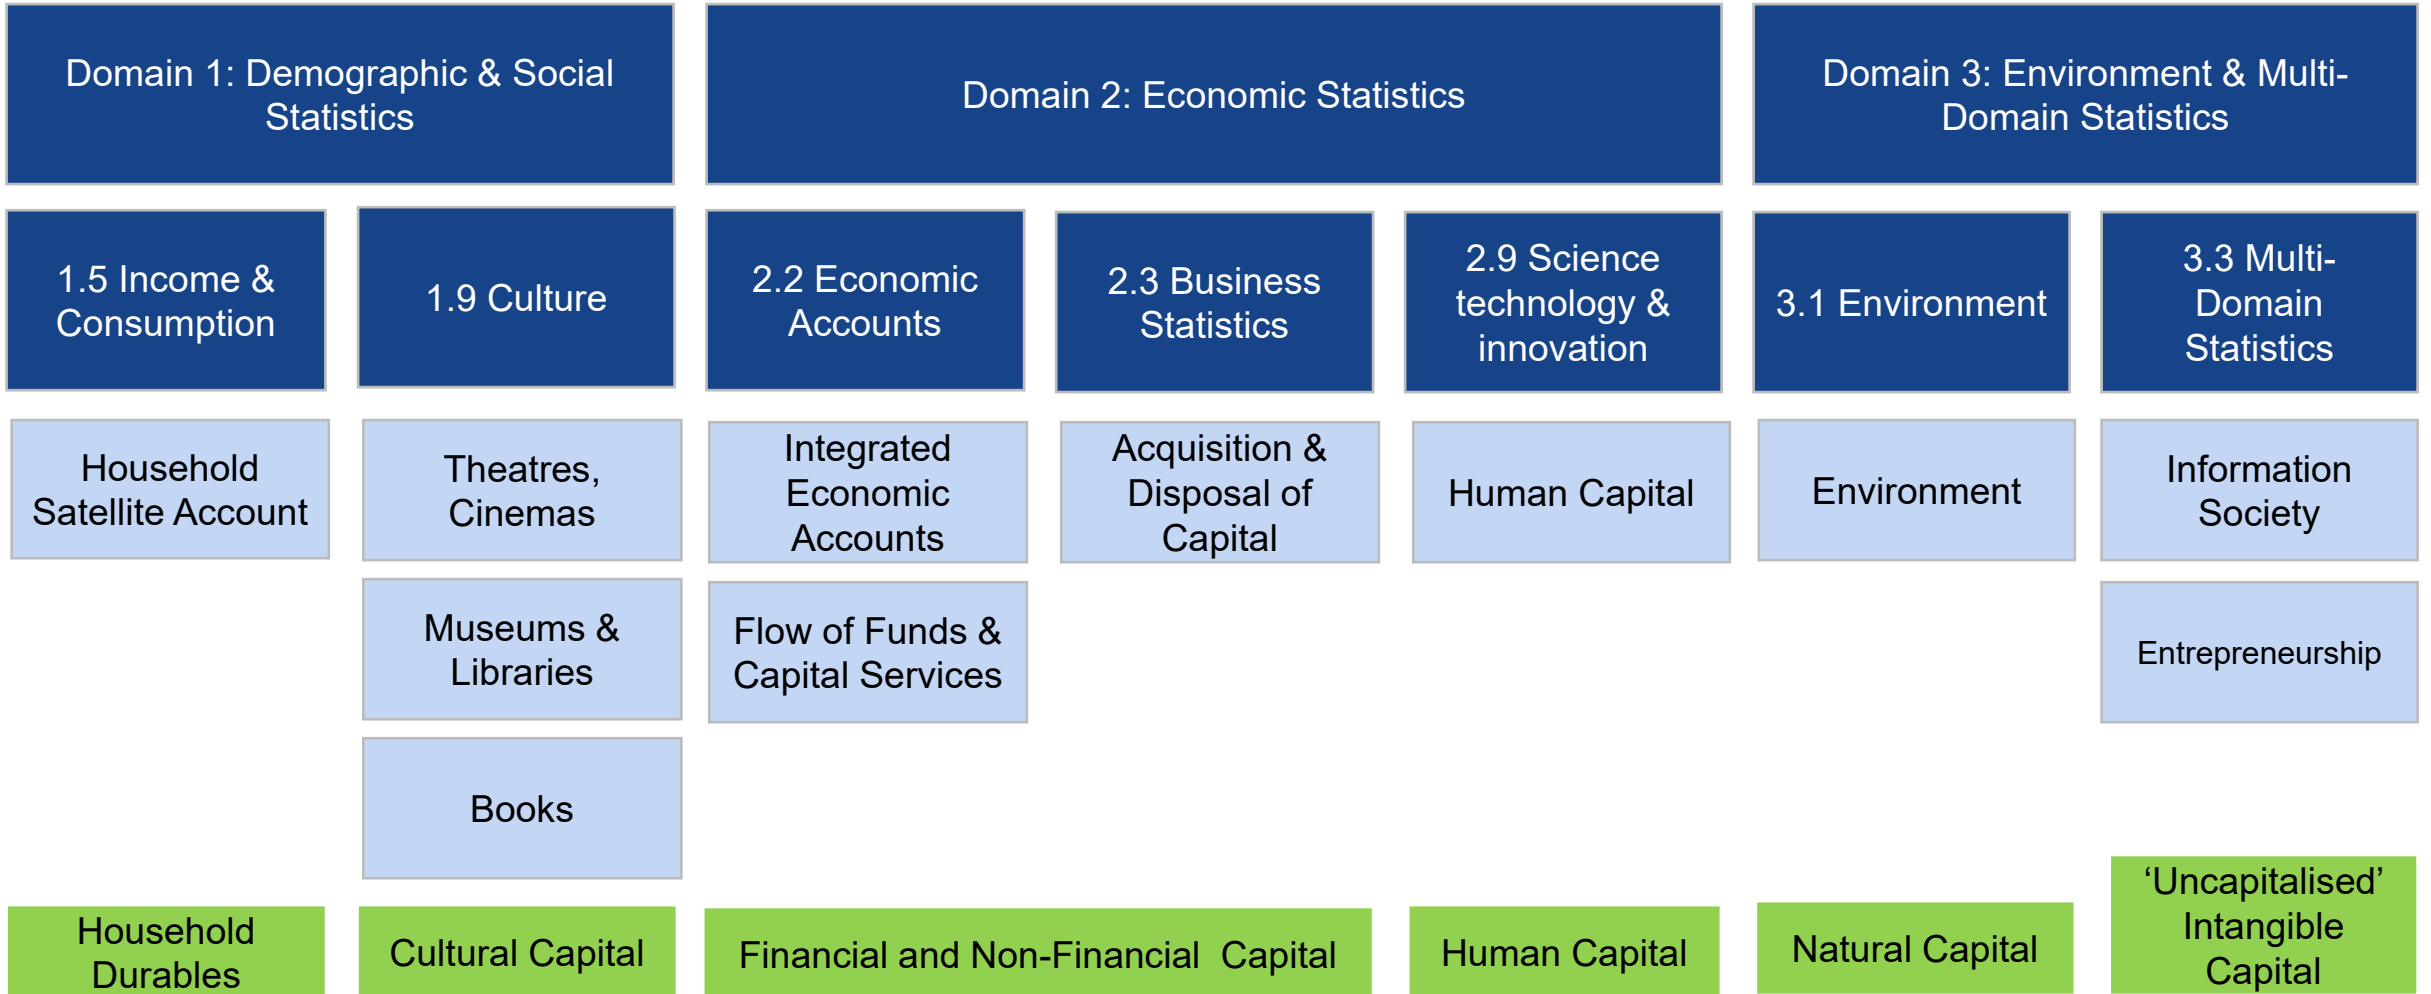 Domain 1: Demographic & Social
Statistics
Domain 2: Economic Statistics
Domain 3: Environment & Multi-
Domain Statistics
1.5 Income &
Consumption
1.9 Culture
2.2 Economic
Accounts
2.3 Business
Statistics
2.9 Science
technology &
innovation
3.1 Environment
3.3 Multi-
Domain
Statistics
Household
Satellite Account
Theatres,
Cinemas
Integrated
Economic
Accounts
Acquisition &
Disposal of
Capital
Human Capital
Environment
Information
Society
Museums &
Libraries
Flow of Funds &
Capital Services
Entrepreneurship
Books
Household
Durables
Cultural Capital
Financial and Non-Financial  Capital
Human Capital
Natural Capital
‘Uncapitalised’
Intangible
Capital